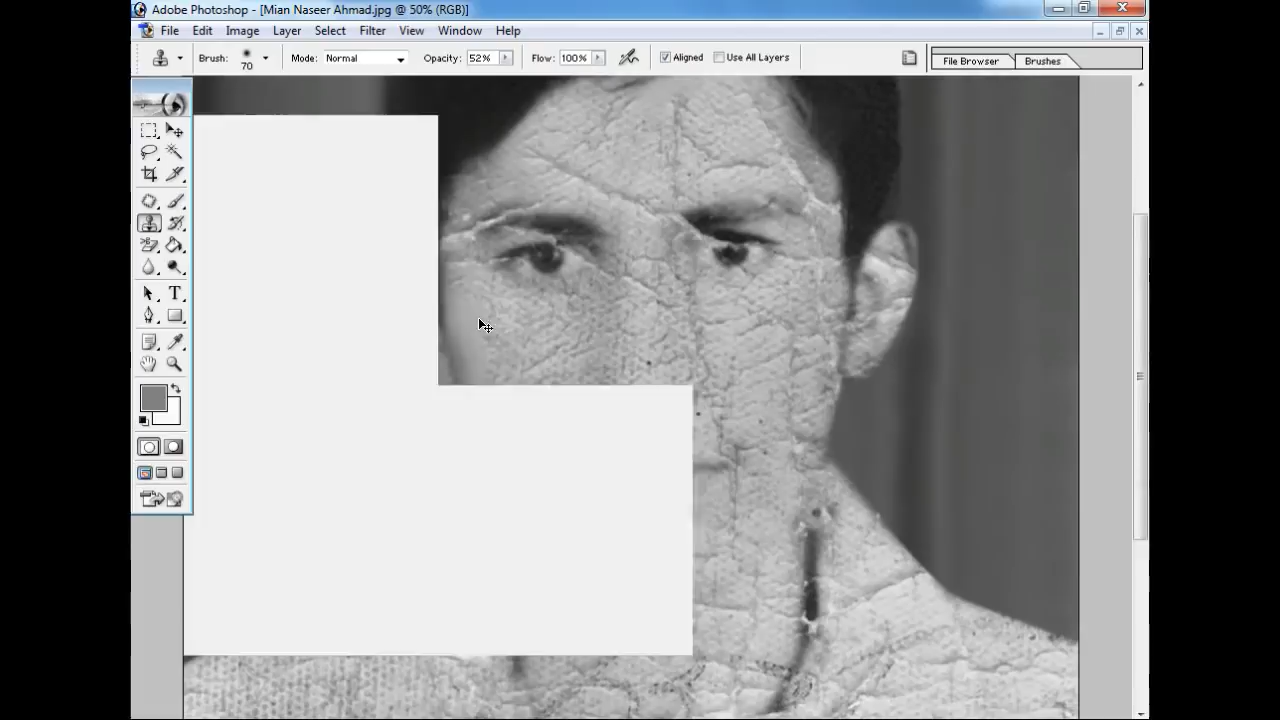 Adobe Photoshop - [Mian Naseer Ahmad.jpg @ 50% (RGB)]
File Edit Image Layer Select Filter View Window Help
Brush: 70 Mode: Normal Opacity: 52% Flow: 100% Aligned Use All Layers File Browser Brushes
T